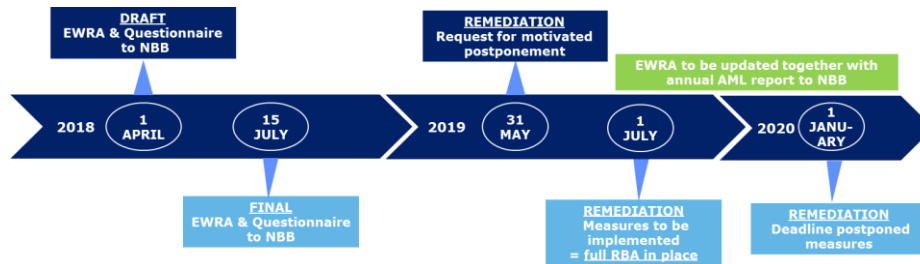 DRAFT
EWRA & Questionnaire
to NBB
REMEDIATION
Request for motivated
postponement
EWRA to be updated together with
annual AML report to NBB
2018
1
APRIL
15
JULY
2019
31
MAY
1
JULY
2020
1
JANU-
ARY
FINAL
EWRA & Questionnaire
to NBB
REMEDIATION
Measures to be
implemented
= full RBA in place
REMEDIATION
Deadline postponed
measures